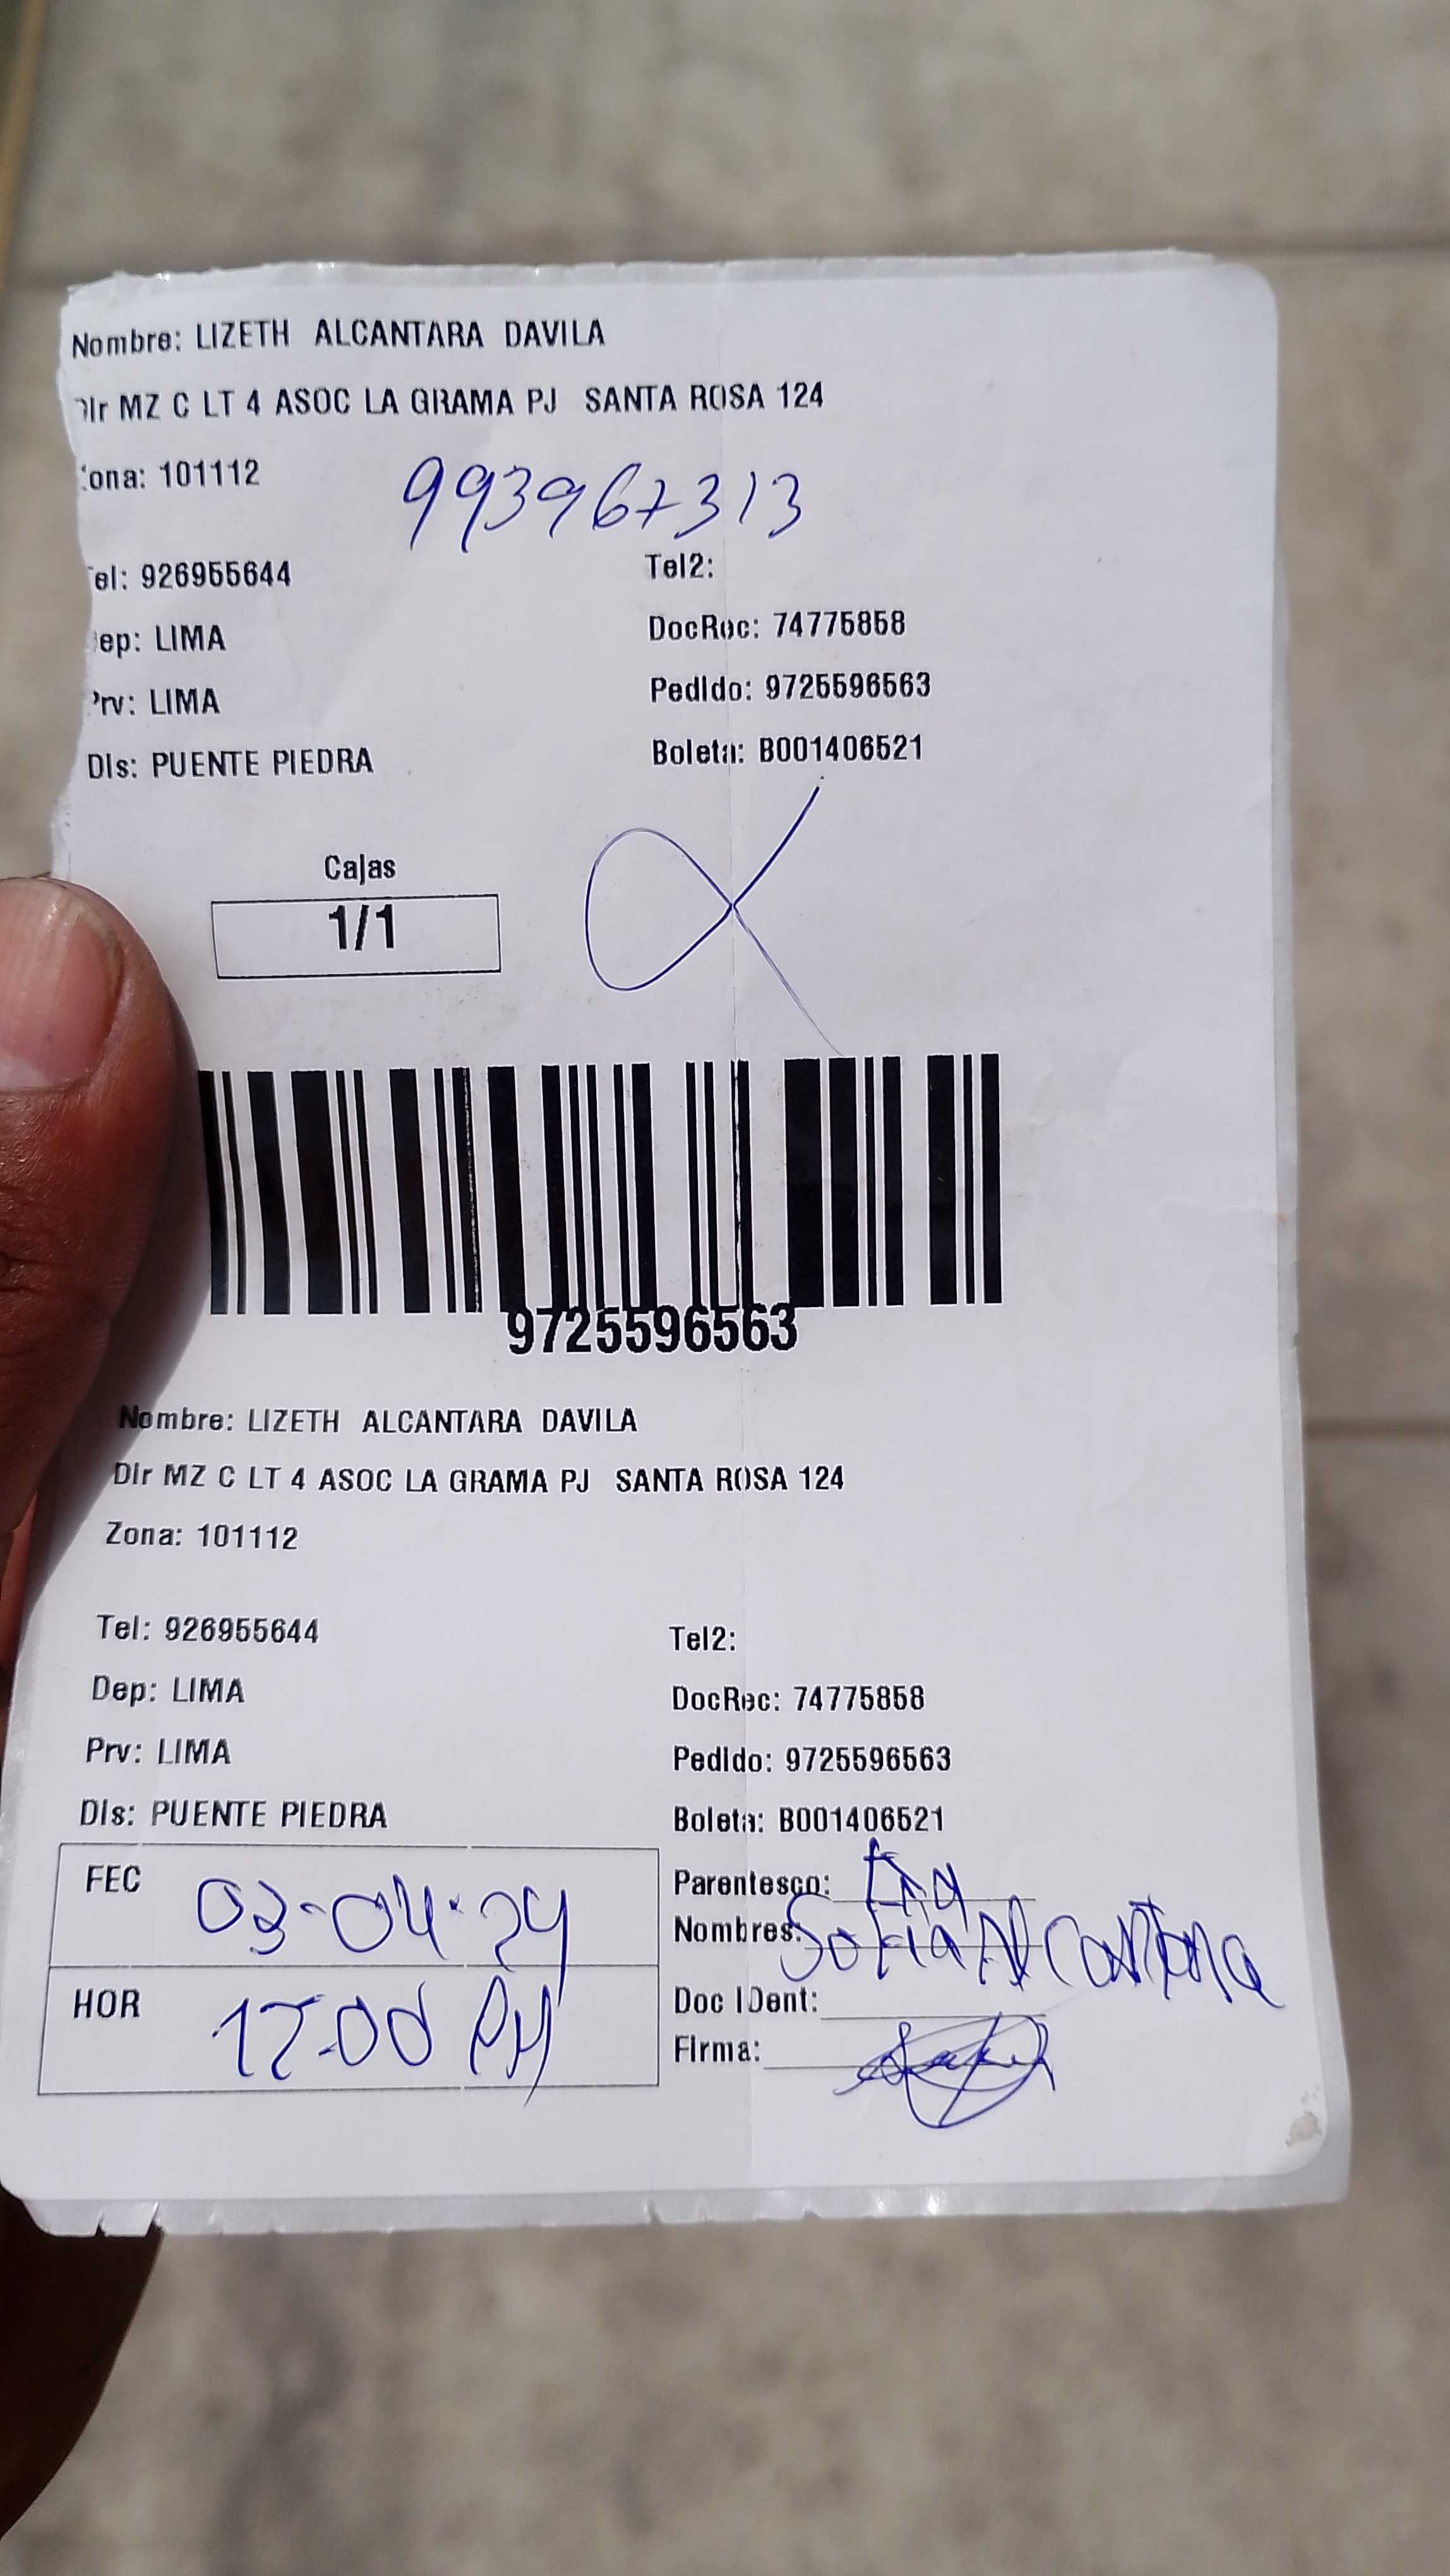 Nombre: LIZETH ALCANTARA DAVILA
Dir MZ C LT 4 ASOC LA GRAMA PJ SANTA ROSA 124
Zona: 101112
993967313
Tel: 926955644 Tel2:
Dep: LIMA DocRec: 74775858
Prv: LIMA Pedido: 9725596563
Dis: PUENTE PIEDRA Boleta: B001406521
Cajas
1/1
9725596563
Nombre: LIZETH ALCANTARA DAVILA
Dir MZ C LT 4 ASOC LA GRAMA PJ SANTA ROSA 124
Zona: 101112
Tel: 926955644 Tel2:
Dep: LIMA DocRec: 74775858
Prv: LIMA Pedido: 9725596563
Dis: PUENTE PIEDRA Boleta: B001406521
FEC 03-04-24 Parentesco:
Nombres: Sofia Alcantara
HOR PM Doc IDent:
Firma: